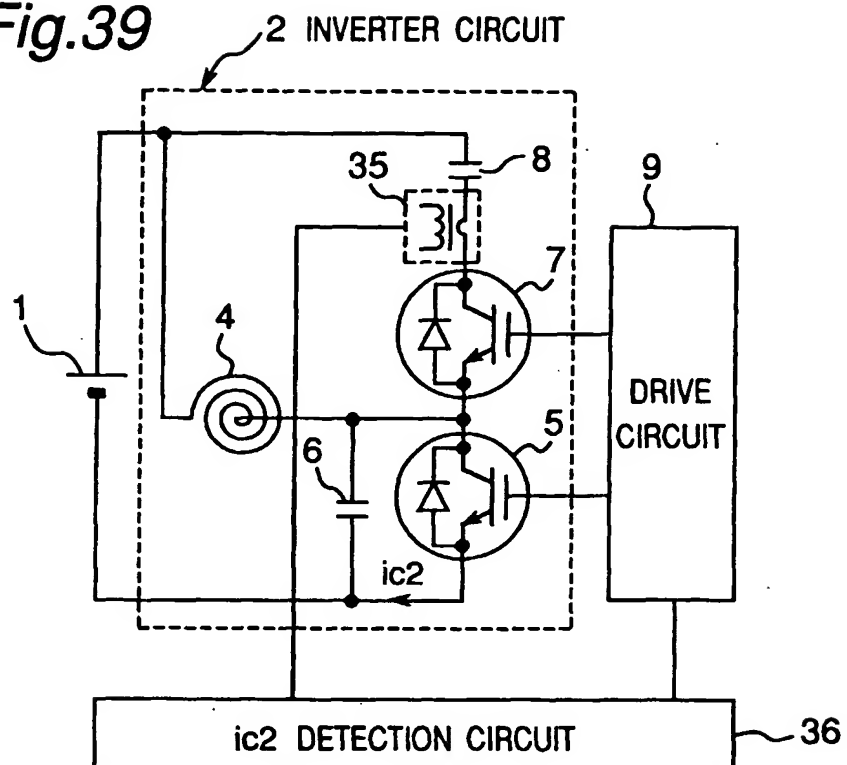 Fig.39
2 INVERTER CIRCUIT
8
35
9
7
1
4
DRIVE
CIRCUIT
5
6
ic2
ic2 DETECTION CIRCUIT
36